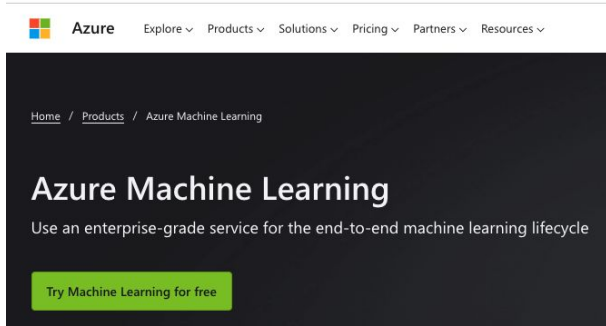 Azure Explore Products Solutions Pricing Partners Resources
Home / Products / Azure Machine Learning
Azure Machine Learning
Use an enterprise-grade service for the end-to-end machine learning lifecycle
Try Machine Learning for free